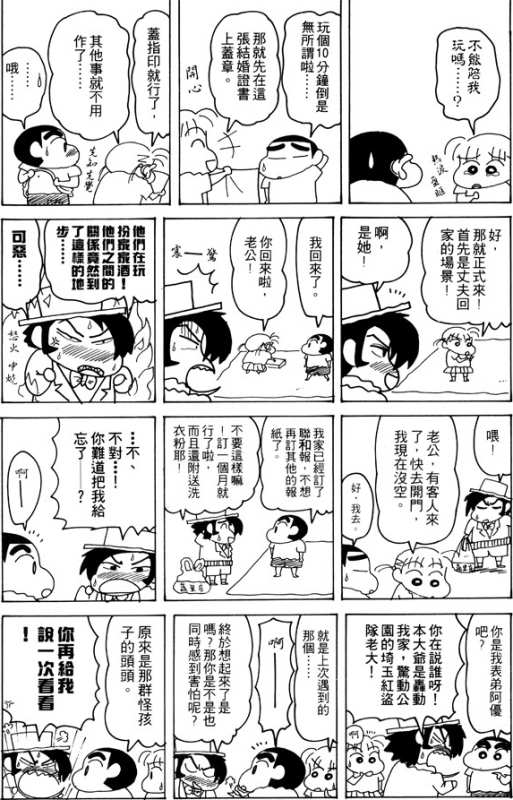 不能陪我
玩嗎……?
玩個10分鐘倒是
無所謂啦……
那就先在這
張結婚證書
上蓋章。
開心
蓋指印就行了,
其他事就不用
作了……
哦……
好,
那就正式來!
首先是丈夫回
家的場景!
啊,
是她!
我回來了。
你回來啦,
老公!
震一驚
他們在玩
扮家家酒!
他們之間的
關係竟然到
了這樣的地
步……
可惡……
怒火中燒
喂!
老公,有客人來
了,快去開門,
我現在沒空。
好,我去。
我家已經訂了
聯和報,不想
再訂其他的報
紙了。
不要這樣嘛
!訂一個月就
行了啦,
而且還附送洗
衣粉耶!
…不、
不對…!
你難道把我給
忘了——?
啊—
你是我表弟阿優
吧?
你在說誰呀!
本大爺是轟動
我家,驚動公
園的埼玉紅盜
隊老大!
就是上次遇到的
那個……
啊——
終於想起來了是
嗎?那你是不是也
同時感到害怕呢?
原來是那群怪孩
子的頭頭。
你再給我
說一次看看
!